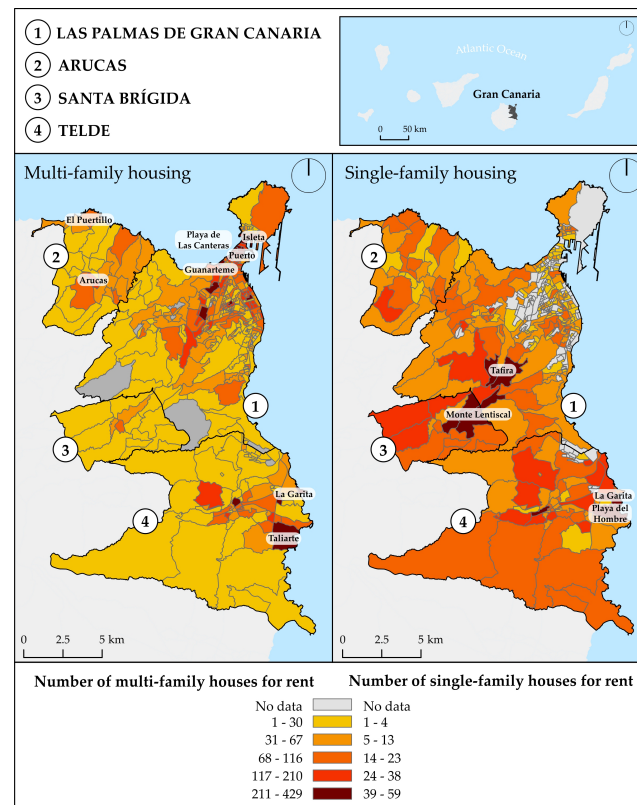 1 LAS PALMAS DE GRAN CANARIA
2 ARUCAS
3 SANTA BRÍGIDA
4 TELDE
Atlantic Ocean
Gran Canaria
0 50 km
Multi-family housing
El Puertillo
Isleta
Playa de
Las Canteras
Puerto
2
Guanarteme
Arucas
1
3
La Garita
4
Taliarte
0 2.5 5 km
Single-family housing
2
Tafira
1
Monte Lentiscal
3
La Garita
Playa del
Hombre
4
0 2.5 5 km
Number of multi-family houses for rent Number of single-family houses for rent
No data No data
1 - 30 1 - 4
31 - 67 5 - 13
68 - 116 14 - 23
117 - 210 24 - 38
211 - 429 39 - 59